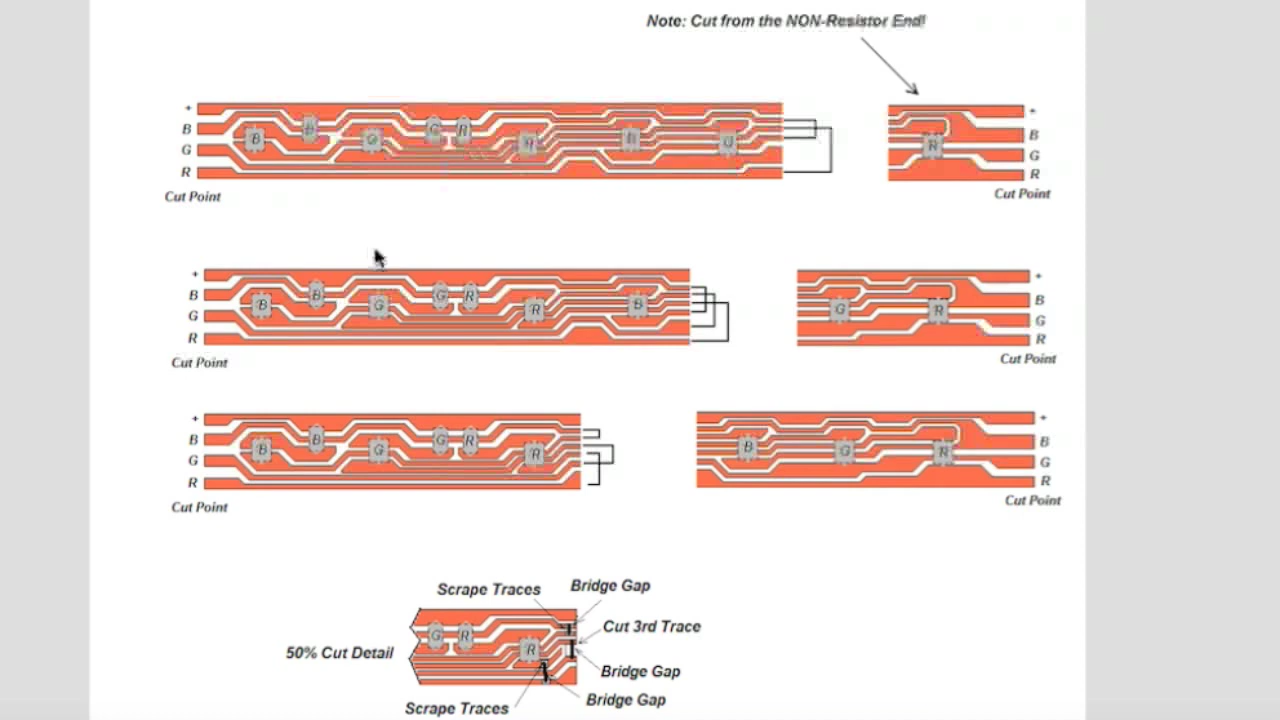 Note: Cut from the NON-Resistor End!
+ +
B B B G R B
G B G R B G R G
R R
Cut Point Cut Point
+ +
B B G R B
G B G R B G R G
R R
Cut Point Cut Point
+ +
B B G R B
G B G R B G R G
R R
Cut Point Cut Point
Scrape Traces Bridge Gap
G R Cut 3rd Trace
50% Cut Detail R
Bridge Gap
Scrape Traces Bridge Gap